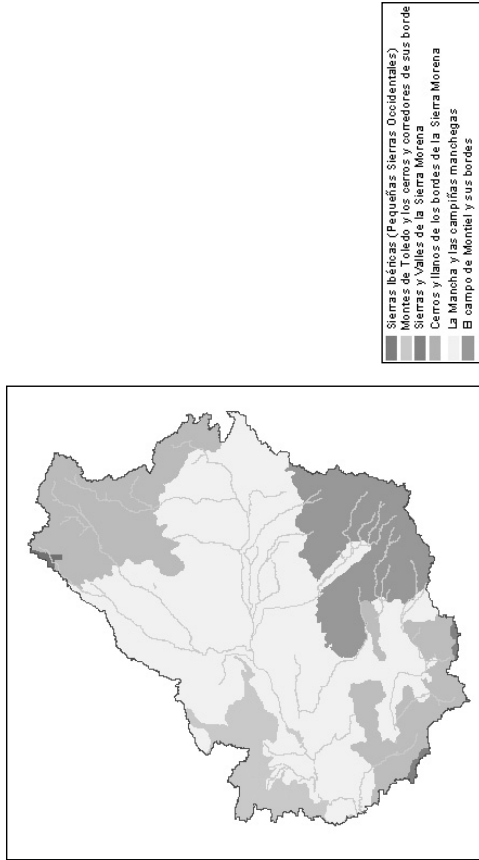 Sierras Ibéricas (Pequeñas Sierras Occidentales)
Montes de Toledo y los cerros y corredores de sus borde
Sierras y Valles de la Sierra Morena
Cerros y llanos de los bordes de la Sierra Morena
La Mancha y las campiñas manchegas
El campo de Montiel y sus bordes